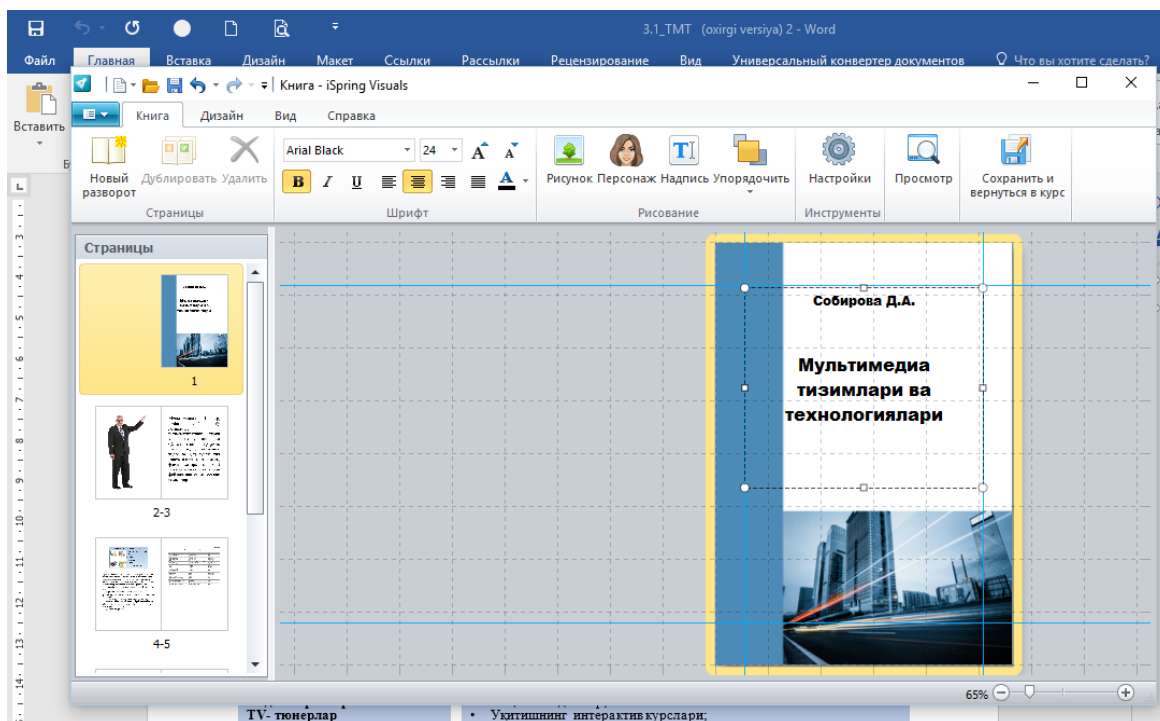 3.1_TMT (oxirgi versiya) 2 - Word
Файл Главная Вставка Дизайн Макет Ссылки Рассылки Рецензирование Вид Универсальный конвертер документов Что вы хотите сделать?
Вставить
Книга - iSpring Visuals
Книга Дизайн Вид Справка
Новый разворот
Дублировать
Удалить
Страницы
Arial Black 24
Шрифт
Рисунок Персонаж Надпись Упорядочить
Рисование
Настройки
Инструменты
Просмотр
Сохранить и вернуться в курс
Страницы
1
2-3
4-5
Собирова Д.А.
Мультимедиа
тизимлари ва
технологиялари
65%
TV- тюнерлар
• Уқитишнинг интерактив курслари;